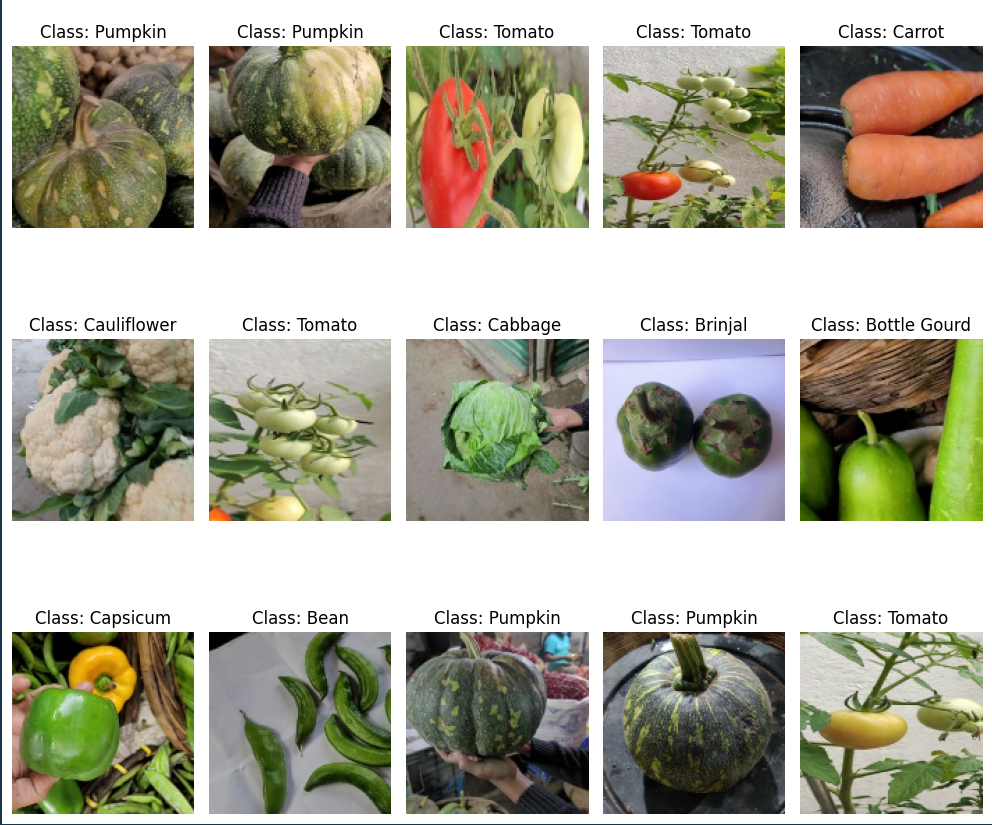 Class: Pumpkin
Class: Pumpkin
Class: Tomato
Class: Tomato
Class: Carrot
Class: Cauliflower
Class: Tomato
Class: Cabbage
Class: Brinjal
Class: Bottle Gourd
Class: Capsicum
Class: Bean
Class: Pumpkin
Class: Pumpkin
Class: Tomato